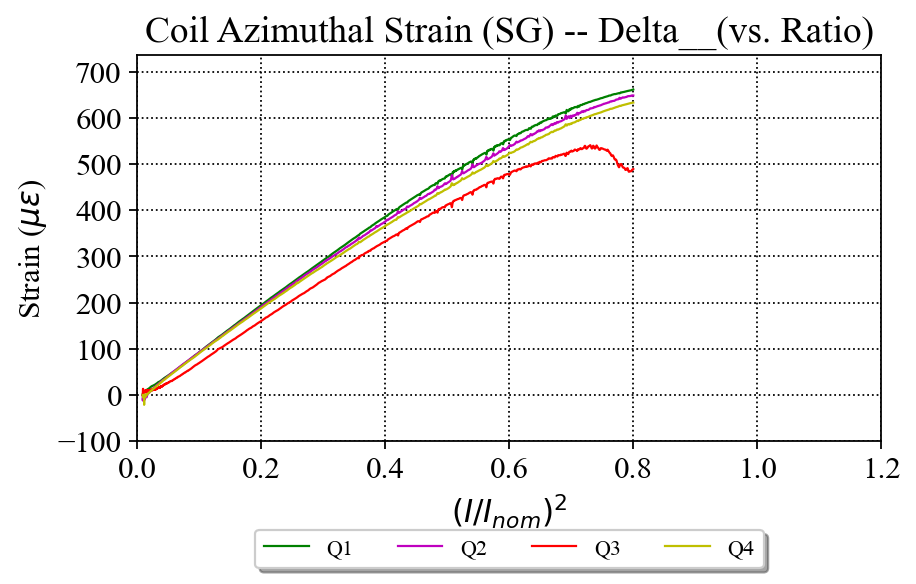 Coil Azimuthal Strain (SG) -- Delta__(vs. Ratio)
700
600
500
400
300
200
100
0
−100
Strain (με)
0.0 0.2 0.4 0.6 0.8 1.0 1.2
(I/I_nom)²
Q1 Q2 Q3 Q4